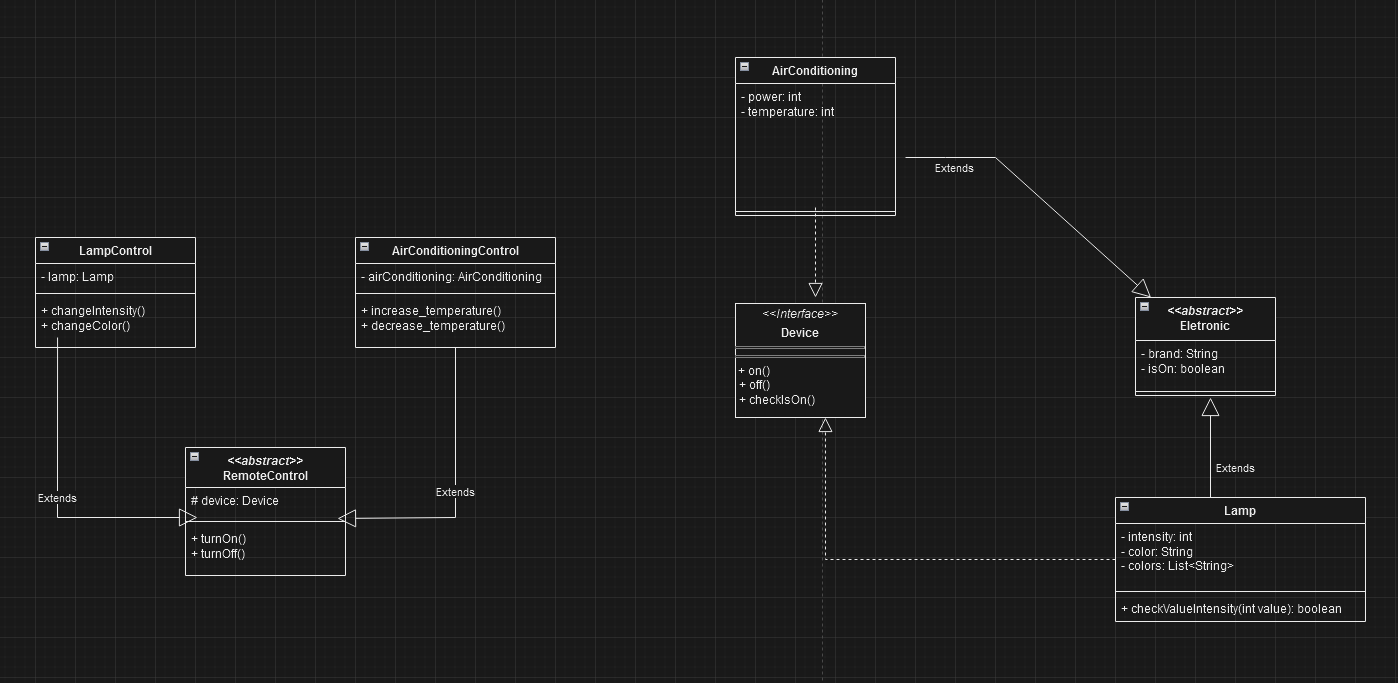 AirConditioning
- power: int
- temperature: int
Extends
LampControl
- lamp: Lamp
+ changeIntensity()
+ changeColor()
AirConditioningControl
- airConditioning: AirConditioning
+ increase_temperature()
+ decrease_temperature()
<<Interface>>
Device
+ on()
+ off()
+ checkIsOn()
<<abstract>>
Eletronic
- brand: String
- isOn: boolean
<<abstract>>
RemoteControl
# device: Device
+ turnOn()
+ turnOff()
Extends
Extends
Extends
Lamp
- intensity: int
- color: String
- colors: List<String>
+ checkValueIntensity(int value): boolean